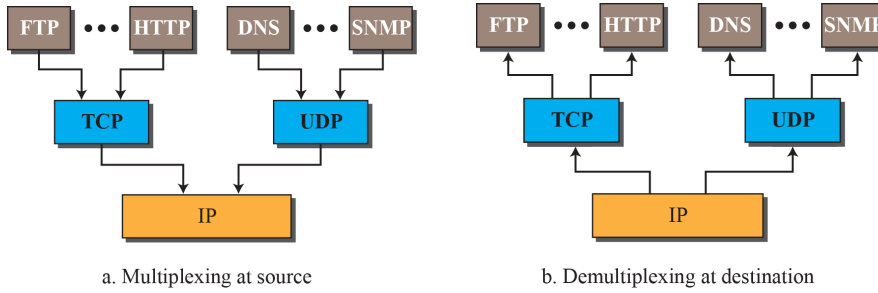 FTP ••• HTTP DNS ••• SNMP
TCP UDP
IP
a. Multiplexing at source
FTP ••• HTTP DNS ••• SNMP
TCP UDP
IP
b. Demultiplexing at destination